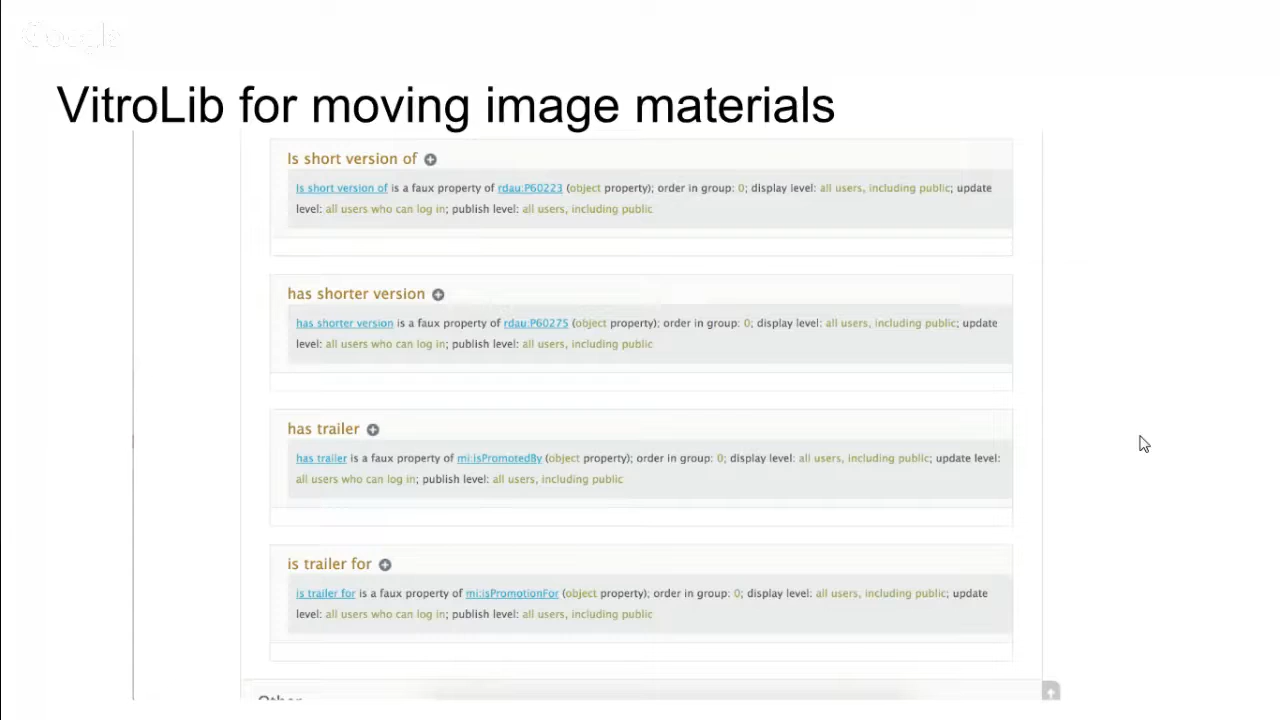 Google
VitroLib for moving image materials
Is short version of
Is short version of is a faux property of rdau:P60223 (object property); order in group: 0; display level: all users, including public; update
level: all users who can log in; publish level: all users, including public
has shorter version
has shorter version is a faux property of rdau:P60275 (object property); order in group: 0; display level: all users, including public; update
level: all users who can log in; publish level: all users, including public
has trailer
has trailer is a faux property of mi:isPromotedBy (object property); order in group: 0; display level: all users, including public; update level:
all users who can log in; publish level: all users, including public
is trailer for
is trailer for is a faux property of mi:isPromotionFor (object property); order in group: 0; display level: all users, including public; update
level: all users who can log in; publish level: all users, including public
Other